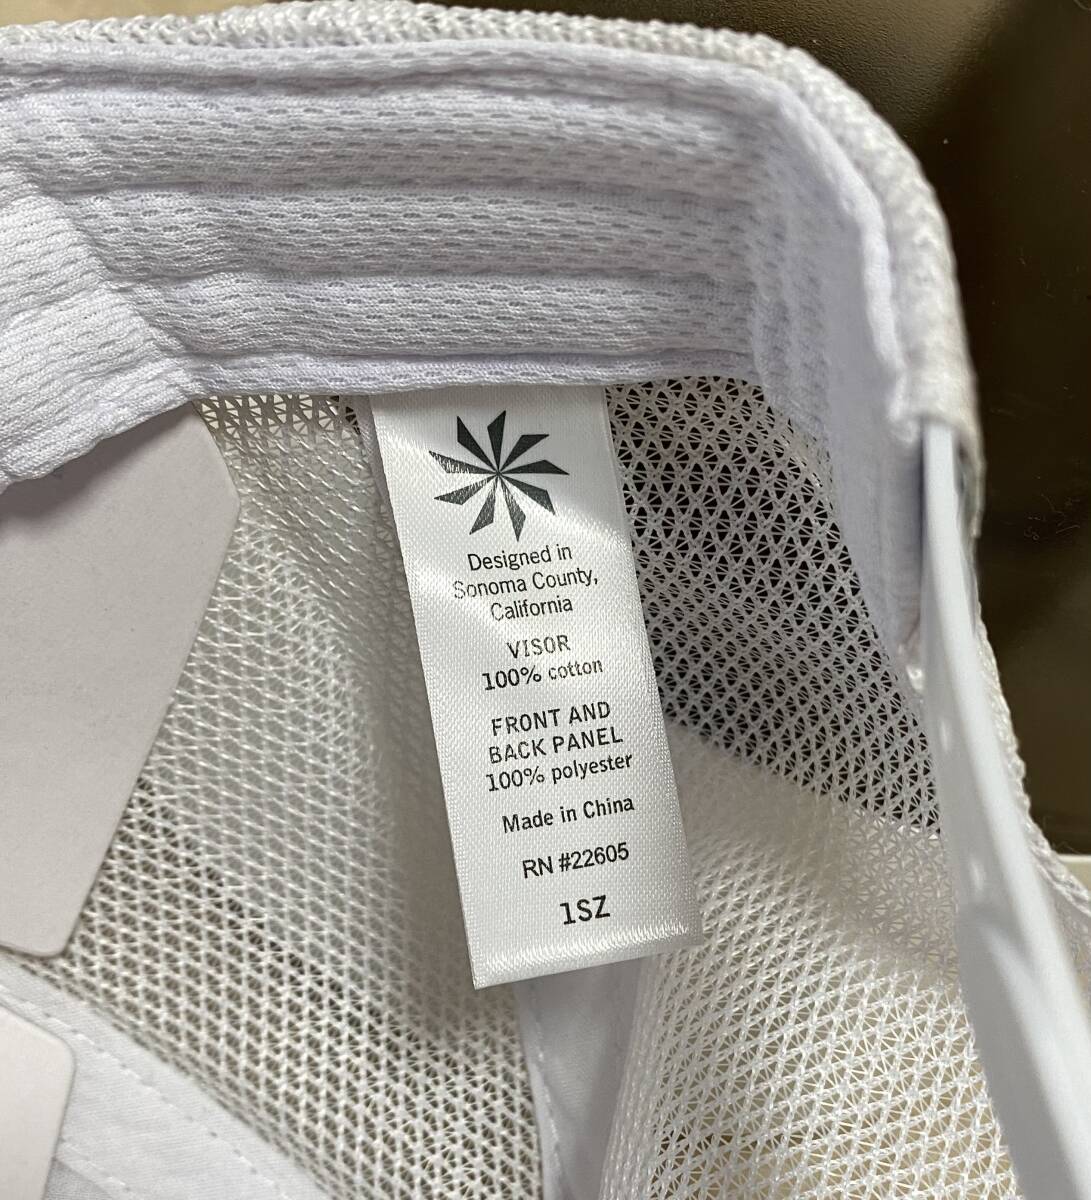 Designed in
Sonoma County,
California
VISOR
100% cotton
FRONT AND
BACK PANEL
100% polyester
Made in China
RN #22605
1SZ